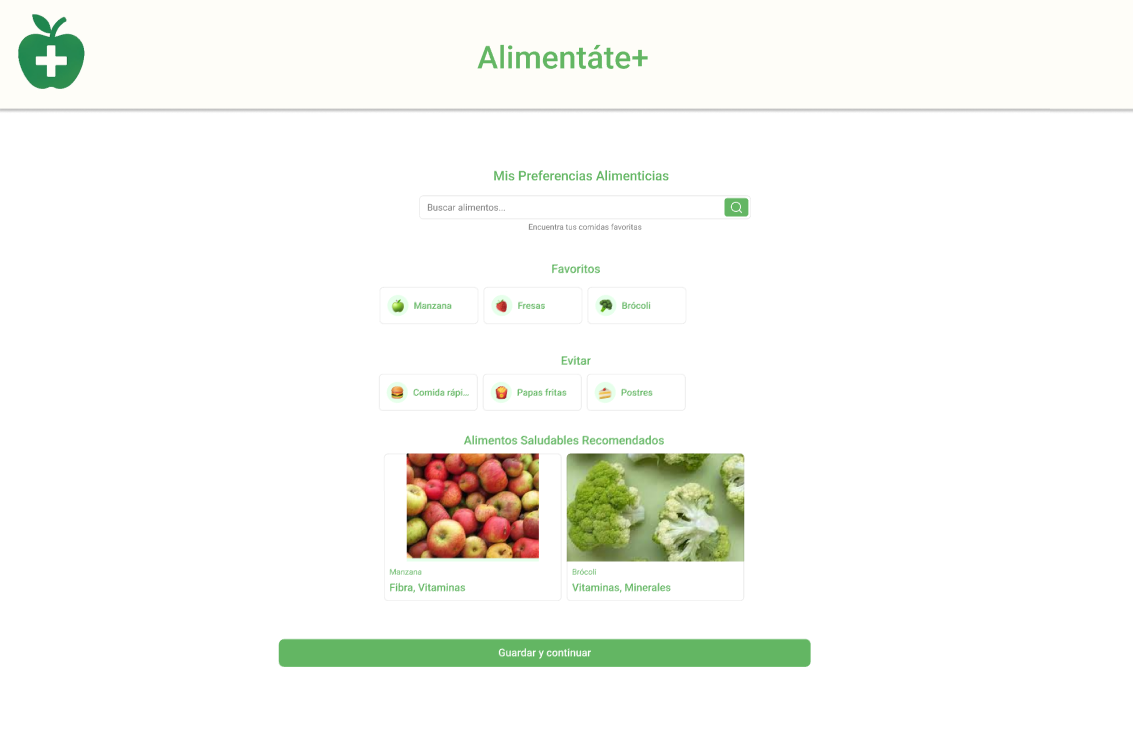 Alimentáte+
Mis Preferencias Alimenticias
Buscar alimentos...
Encuentra tus comidas favoritas
Favoritos
Manzana Fresas Brócoli
Evitar
Comida rápi... Papas fritas Postres
Alimentos Saludables Recomendados
Manzana Brócoli
Fibra, Vitaminas Vitaminas, Minerales
Guardar y continuar